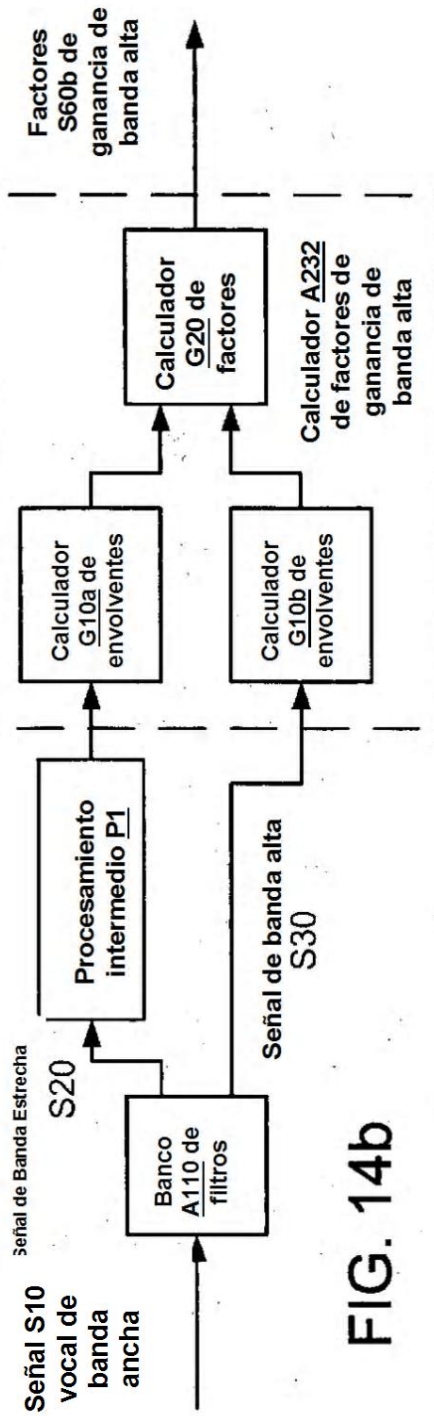 Señal S10
vocal de
banda
ancha
Señal de Banda Estrecha
S20
Banco
A110 de
filtros
Procesamiento
intermedio P1
Señal de banda alta
S30
Calculador
G10a de
envolventes
Calculador
G10b de
envolventes
Calculador
G20 de
factores
Calculador A232
de factores de
ganancia de
banda alta
Factores
S60b de
ganancia de
banda alta
FIG. 14b